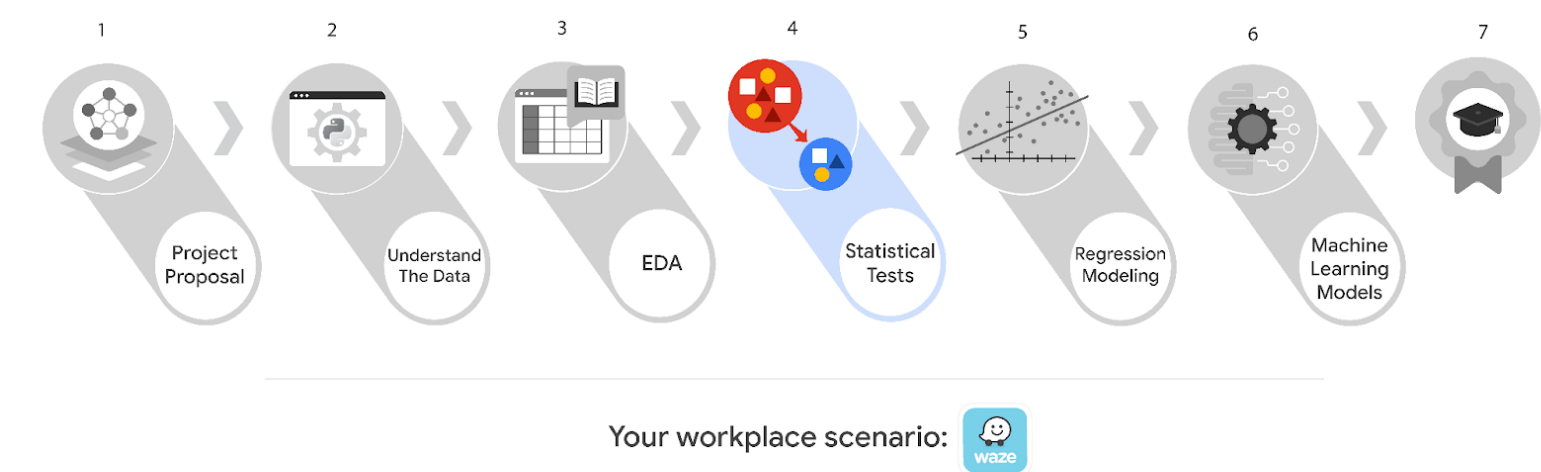 1
2
3
4
5
6
7
Project
Proposal
Understand
The Data
EDA
Statistical
Tests
Regression
Modeling
Machine
Learning
Models
Your workplace scenario:
waze